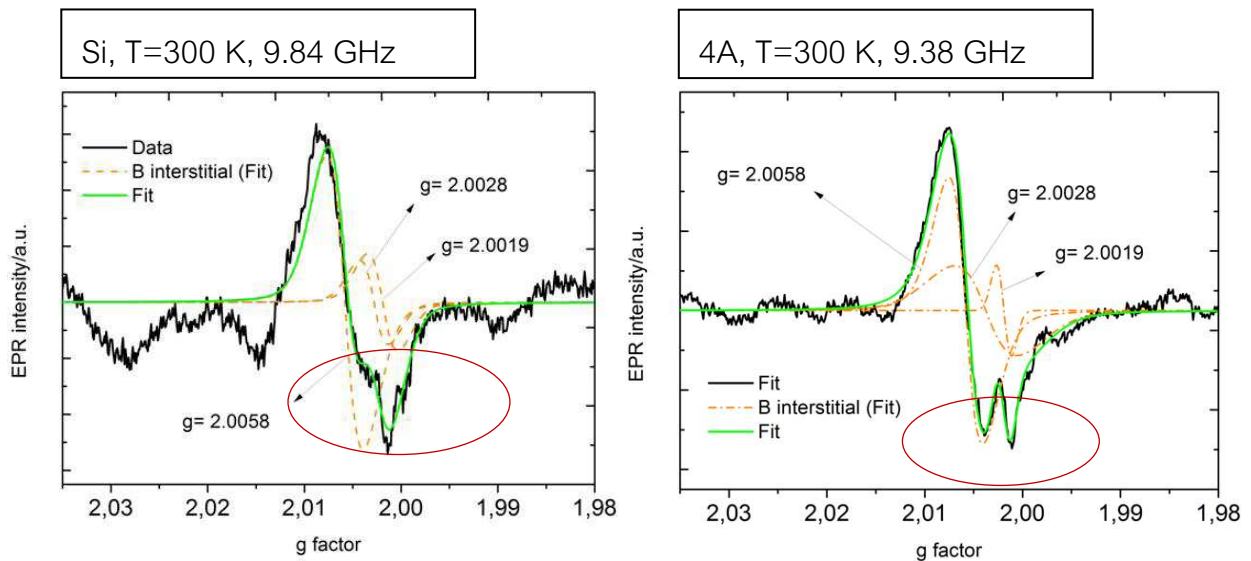 Si, T=300 K, 9.84 GHz
EPR intensity/a.u.
Data
B interstitial (Fit)
Fit
g= 2.0028
g= 2.0019
g= 2.0058
2,03 2,02 2,01 2,00 1,99 1,98
g factor
4A, T=300 K, 9.38 GHz
EPR intensity/a.u.
g= 2.0058
g= 2.0028
g= 2.0019
Fit
B interstitial (Fit)
Fit
2,03 2,02 2,01 2,00 1,99 1,98
g factor